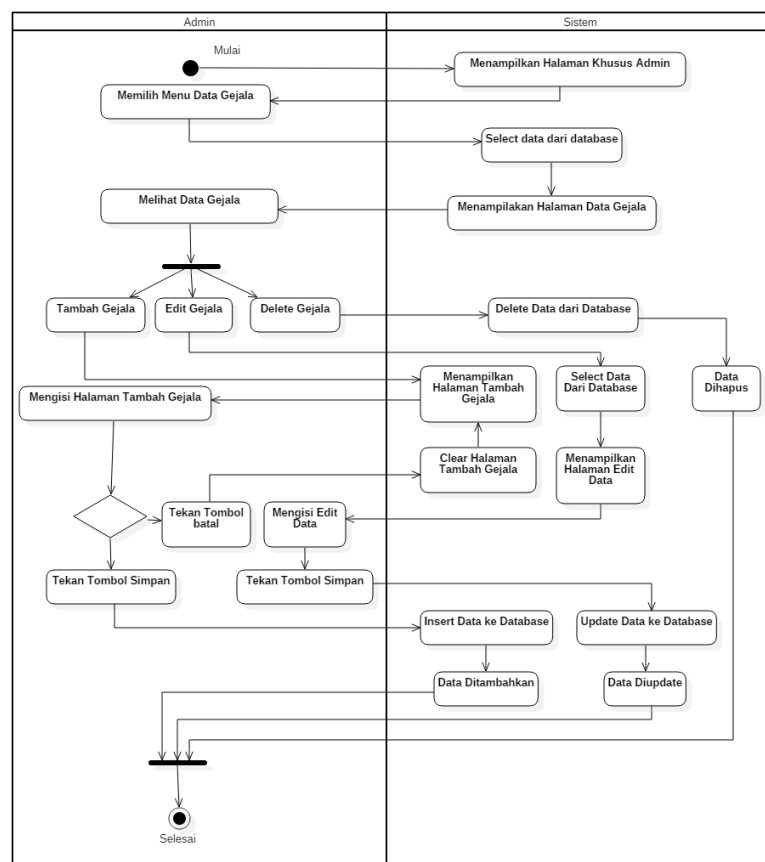 Admin
Sistem
Mulai
Menampilkan Halaman Khusus Admin
Memilih Menu Data Gejala
Select data dari database
Melihat Data Gejala
Menampilakan Halaman Data Gejala
Tambah Gejala
Edit Gejala
Delete Gejala
Delete Data dari Database
Menampilkan
Halaman Tambah
Gejala
Select Data
Dari Database
Data
Dihapus
Mengisi Halaman Tambah Gejala
Clear Halaman
Tambah Gejala
Menampilkan
Halaman Edit
Data
Tekan Tombol
batal
Mengisi Edit
Data
Tekan Tombol Simpan
Tekan Tombol Simpan
Insert Data ke Database
Update Data ke Database
Data Ditambahkan
Data Diupdate
Selesai